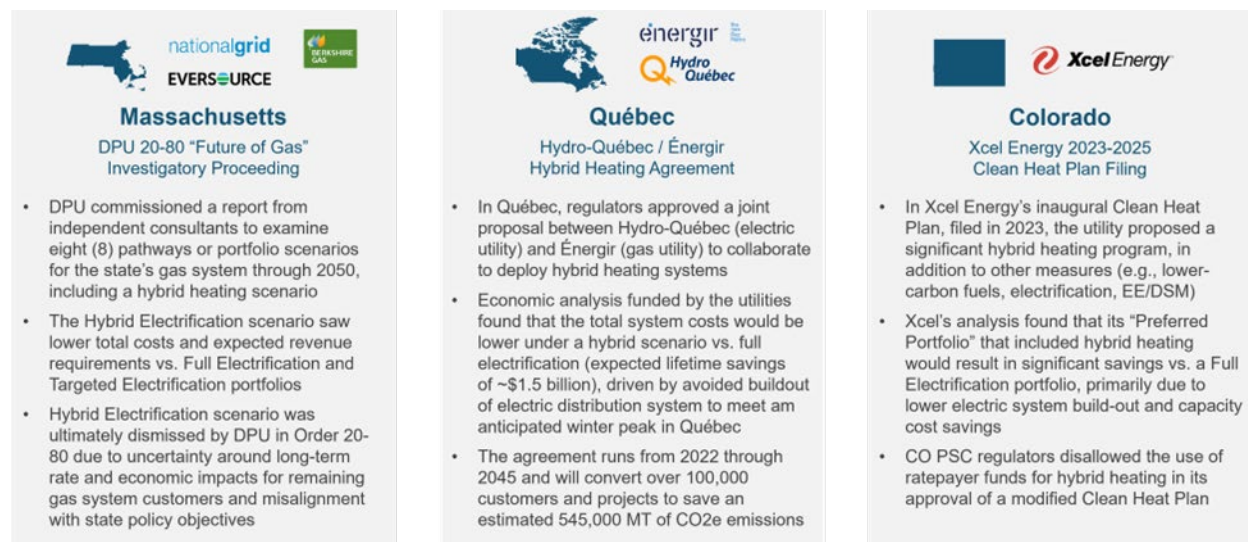 nationalgrid
BERKSHIRE
GAS
EVERSOURCE
Massachusetts
DPU 20-80 “Future of Gas”
Investigatory Proceeding
• DPU commissioned a report from
independent consultants to examine
eight (8) pathways or portfolio scenarios
for the state’s gas system through 2050,
including a hybrid heating scenario
• The Hybrid Electrification scenario saw
lower total costs and expected revenue
requirements vs. Full Electrification and
Targeted Electrification portfolios
• Hybrid Electrification scenario was
ultimately dismissed by DPU in Order 20-
80 due to uncertainty around long-term
rate and economic impacts for remaining
gas system customers and misalignment
with state policy objectives
énergir
Hydro
Québec
Québec
Hydro-Québec / Énergir
Hybrid Heating Agreement
• In Québec, regulators approved a joint
proposal between Hydro-Québec (electric
utility) and Énergir (gas utility) to collaborate
to deploy hybrid heating systems
• Economic analysis funded by the utilities
found that the total system costs would be
lower under a hybrid scenario vs. full
electrification (expected lifetime savings
of ~$1.5 billion), driven by avoided buildout
of electric distribution system to meet am
anticipated winter peak in Québec
• The agreement runs from 2022 through
2045 and will convert over 100,000
customers and projects to save an
estimated 545,000 MT of CO2e emissions
Xcel Energy
Colorado
Xcel Energy 2023-2025
Clean Heat Plan Filing
• In Xcel Energy’s inaugural Clean Heat
Plan, filed in 2023, the utility proposed a
significant hybrid heating program, in
addition to other measures (e.g., lower-
carbon fuels, electrification, EE/DSM)
• Xcel’s analysis found that its “Preferred
Portfolio” that included hybrid heating
would result in significant savings vs. a Full
Electrification portfolio, primarily due to
lower electric system build-out and capacity
cost savings
• CO PSC regulators disallowed the use of
ratepayer funds for hybrid heating in its
approval of a modified Clean Heat Plan